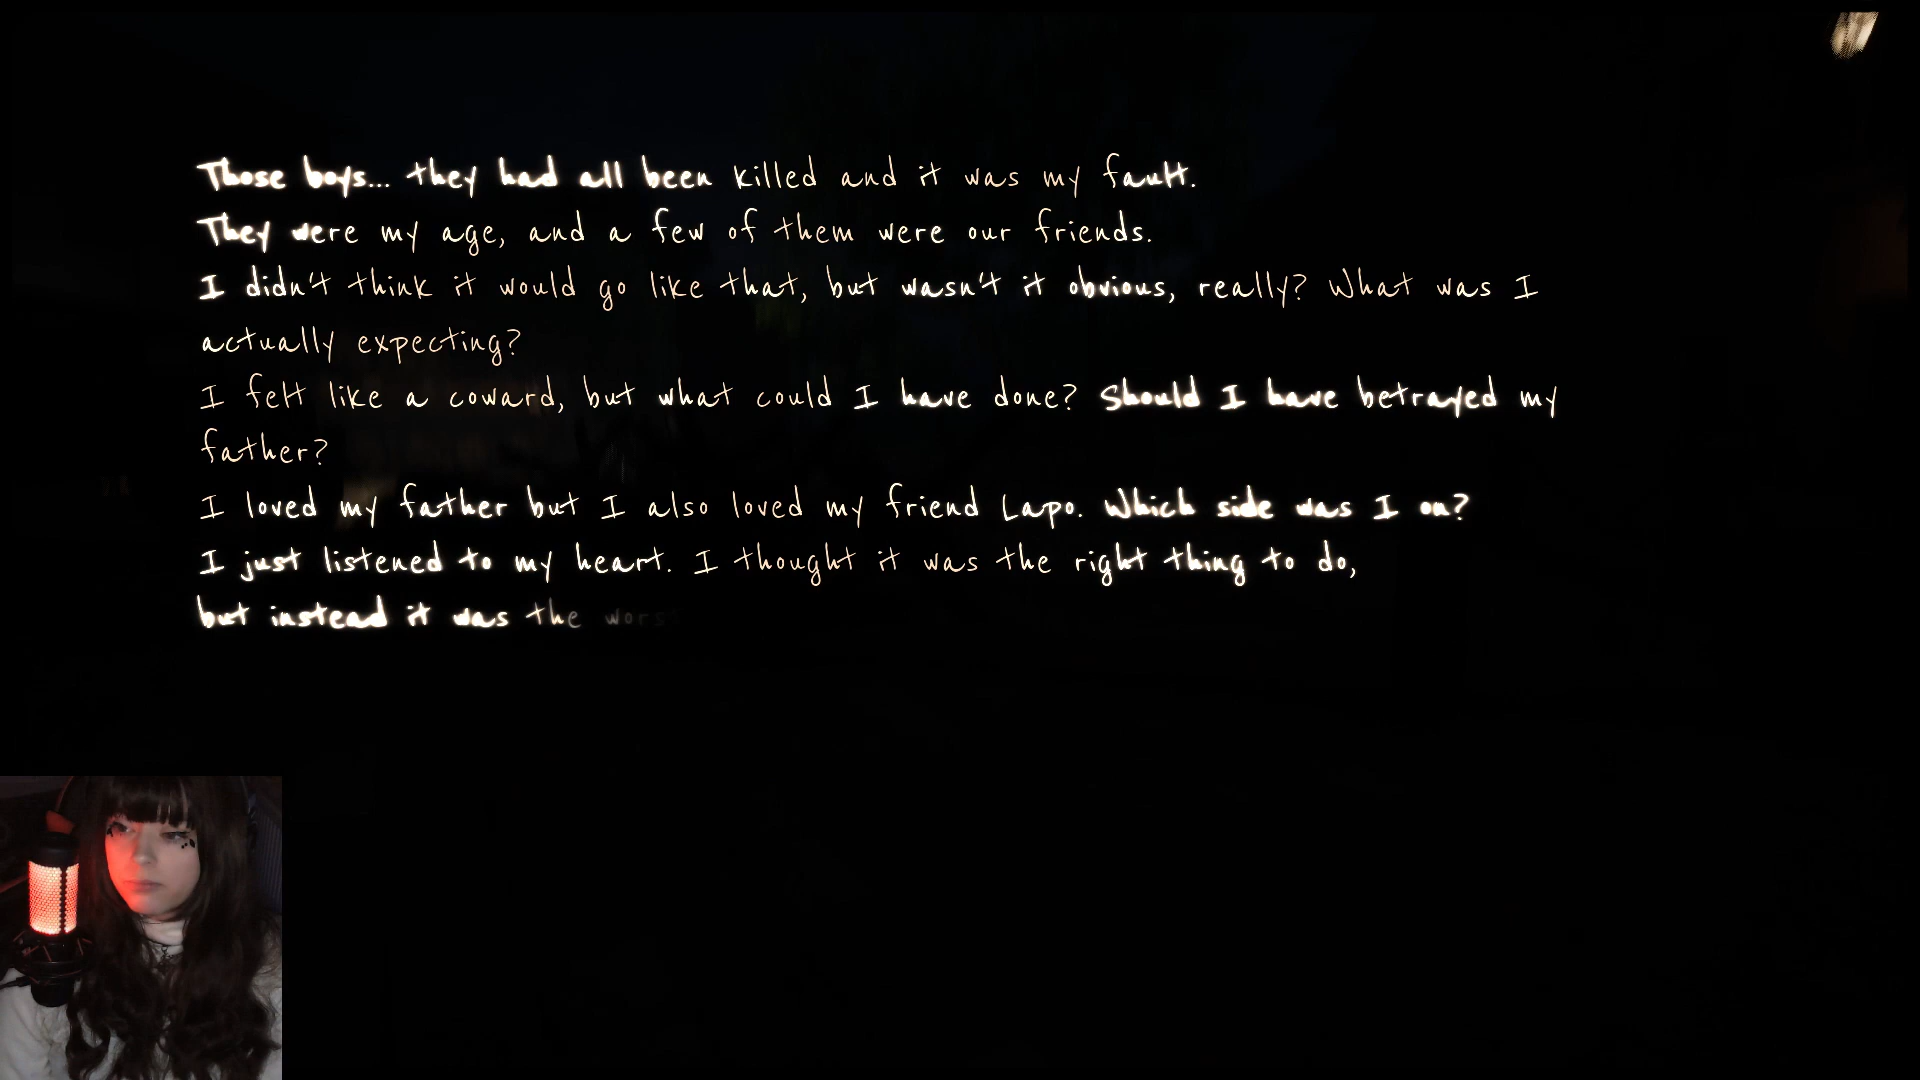 Those boys... they had all been killed and it was my fault.
They were my age, and a few of them were our friends.
I didn't think it would go like that, but wasn't it obvious, really? What was I
actually expecting?
I felt like a coward, but what could I have done? Should I have betrayed my
father?
I loved my father but I also loved my friend Lapo. Which side was I on?
I just listened to my heart. I thought it was the right thing to do,
but instead it was the wors